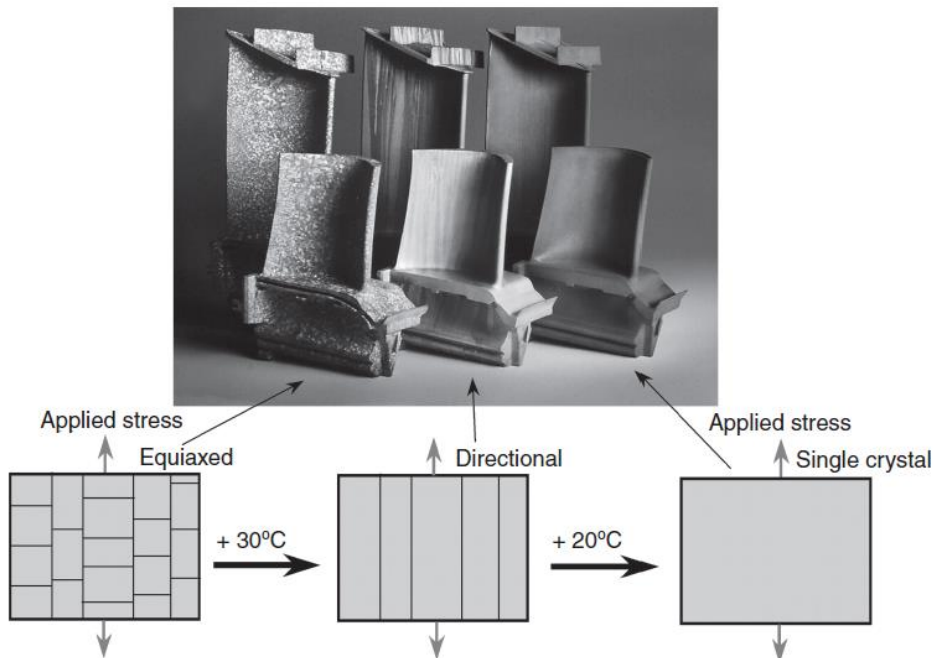 Applied stress
Equiaxed
Directional
Applied stress
Single crystal
+ 30°C
+ 20°C